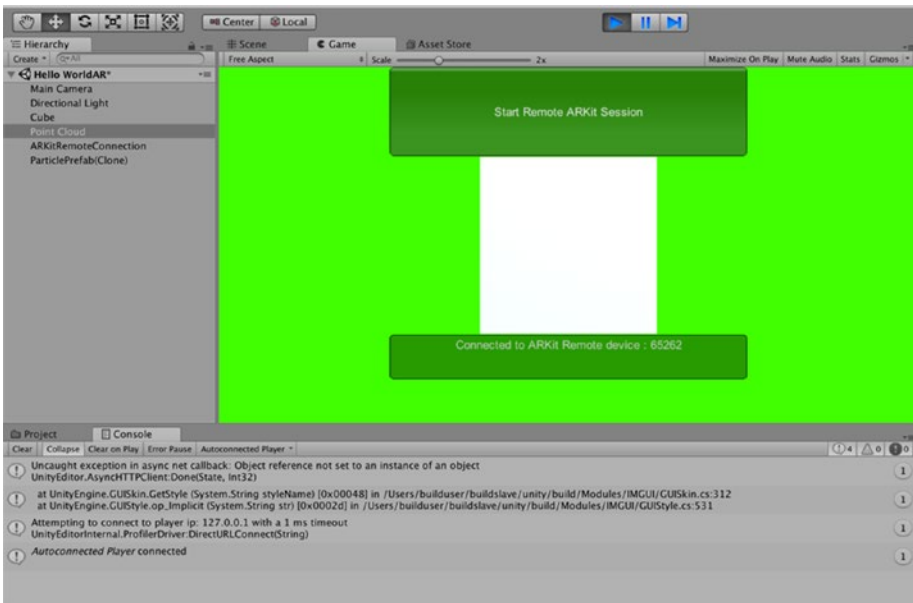 Center Local
Hierarchy
Scene Game Asset Store
Create All
Free Aspect Scale 2x Maximize On Play Mute Audio Stats Gizmos
Hello WorldAR*
Main Camera
Directional Light
Cube
Point Cloud
ARKitRemoteConnection
ParticlePrefab(Clone)
Start Remote ARKit Session
Connected to ARKit Remote device : 65262
Project Console
Clear Collapse Clear on Play Error Pause Autoconnected Player 4 0 0
Uncaught exception in async net callback: Object reference not set to an instance of an object
UnityEditor.AsyncHTTPClient:Done(State, Int32)
1
at UnityEngine.GUISkin.GetStyle (System.String styleName) [0x00048] in /Users/builduser/buildslave/unity/build/Modules/IMGUI/GUISkin.cs:312
at UnityEngine.GUIStyle.op_Implicit (System.String str) [0x0002d] in /Users/builduser/buildslave/unity/build/Modules/IMGUI/GUIStyle.cs:531
1
Attempting to connect to player ip: 127.0.0.1 with a 1 ms timeout
UnityEditorInternal.ProfilerDriver:DirectURLConnect(String)
1
Autoconnected Player connected
1